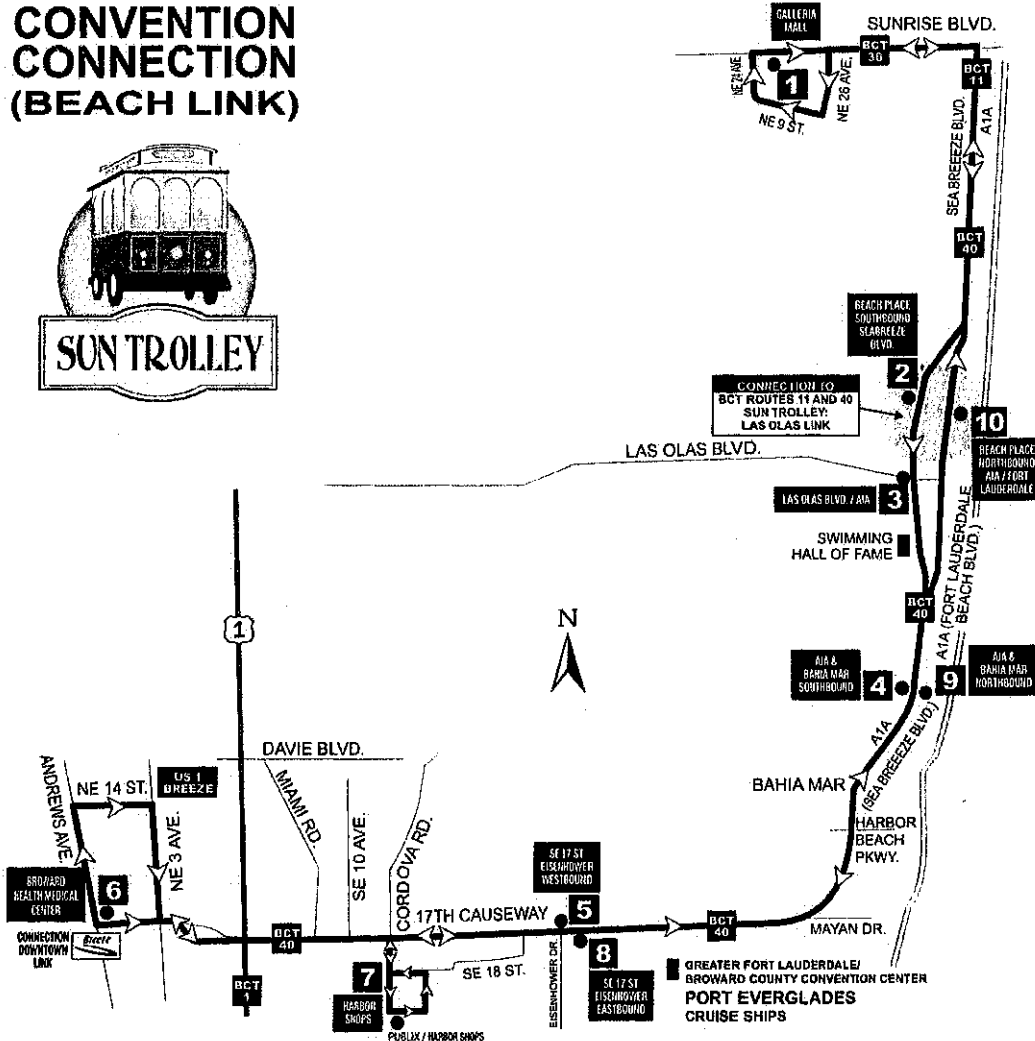 CONVENTION
CONNECTION
(BEACH LINK)
SUN TROLLEY
GALLERIA
MALL
SUNRISE BLVD.
BCT
30
BCT
11
1
NE 24 AVE.
NE 26 AVE.
NE 9 ST.
SEA BREEEZE BLVD.
A1A
BCT
40
BEACH PLACE
SOUTHBOUND
SEABREEZE
BLVD.
2
CONNECTION TO
BCT ROUTES 11 AND 40
SUN TROLLEY:
LAS OLAS LINK
10
BEACH PLACE
NORTHBOUND
AIA / FORT
LAUDERDALE
LAS OLAS BLVD.
LAS OLAS BLVD. / AIA
3
SWIMMING
HALL OF FAME
A1A (FORT LAUDERDALE
BEACH BLVD.)
BCT
40
1
N
AIA &
BAHIA MAR
SOUTHBOUND
4
9
AIA &
BAHIA MAR
NORTHBOUND
A1A
(SEA BREEEZE BLVD.)
BAHIA MAR
HARBOR
BEACH
PKWY.
MAYAN DR.
DAVIE BLVD.
ANDREWS AVE.
NE 14 ST.
US 1
BREEZE
NE 3 AVE.
MIAMI RD.
SE 10 AVE.
CORDOVA RD.
BROWARD
HEALTH MEDICAL
CENTER
6
CONNECTION
DOWNTOWN
LINK
Breeze
BCT
40
17TH CAUSEWAY
SE 17 ST
EISENHOWER
WESTBOUND
5
BCT
40
BCT
1
7
HARBOR
SHOPS
SE 18 ST.
PUBLIX / HARBOR SHOPS
EISENHOWER DR.
8
SE 17 ST
EISENHOWER
EASTBOUND
GREATER FORT LAUDERDALE/
BROWARD COUNTY CONVENTION CENTER
PORT EVERGLADES
CRUISE SHIPS